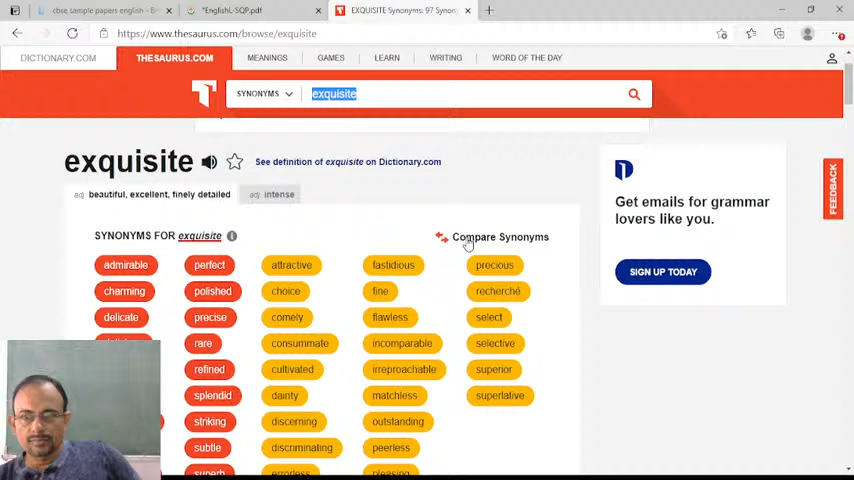 cbse sample papers english - Bi
*EnglishL-SQP.pdf
EXQUISITE Synonyms: 97 Synony
https://www.thesaurus.com/browse/exquisite
DICTIONARY.COM
THESAURUS.COM
MEANINGS
GAMES
LEARN
WRITING
WORD OF THE DAY
SYNONYMS
exquisite
exquisite
See definition of exquisite on Dictionary.com
adj beautiful, excellent, finely detailed
adj intense
SYNONYMS FOR exquisite
Compare Synonyms
admirable perfect attractive fastidious precious
charming polished choice fine recherché
delicate precise comely flawless select
rare consummate incomparable selective
refined cultivated irreproachable superior
splendid dainty matchless superlative
striking discerning outstanding
subtle discriminating peerless
superb errorless pleasing
Get emails for grammar
lovers like you.
SIGN UP TODAY
FEEDBACK